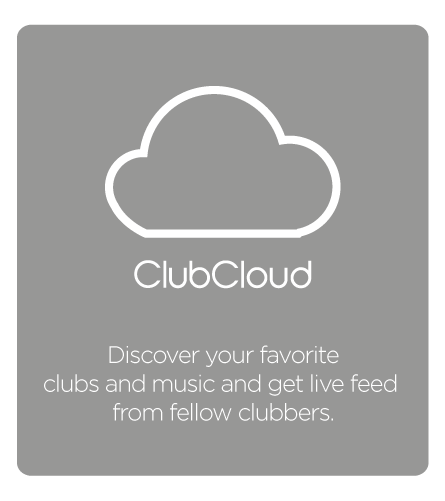 ClubCloud
Discover your favorite
clubs and music and get live feed
from fellow clubbers.